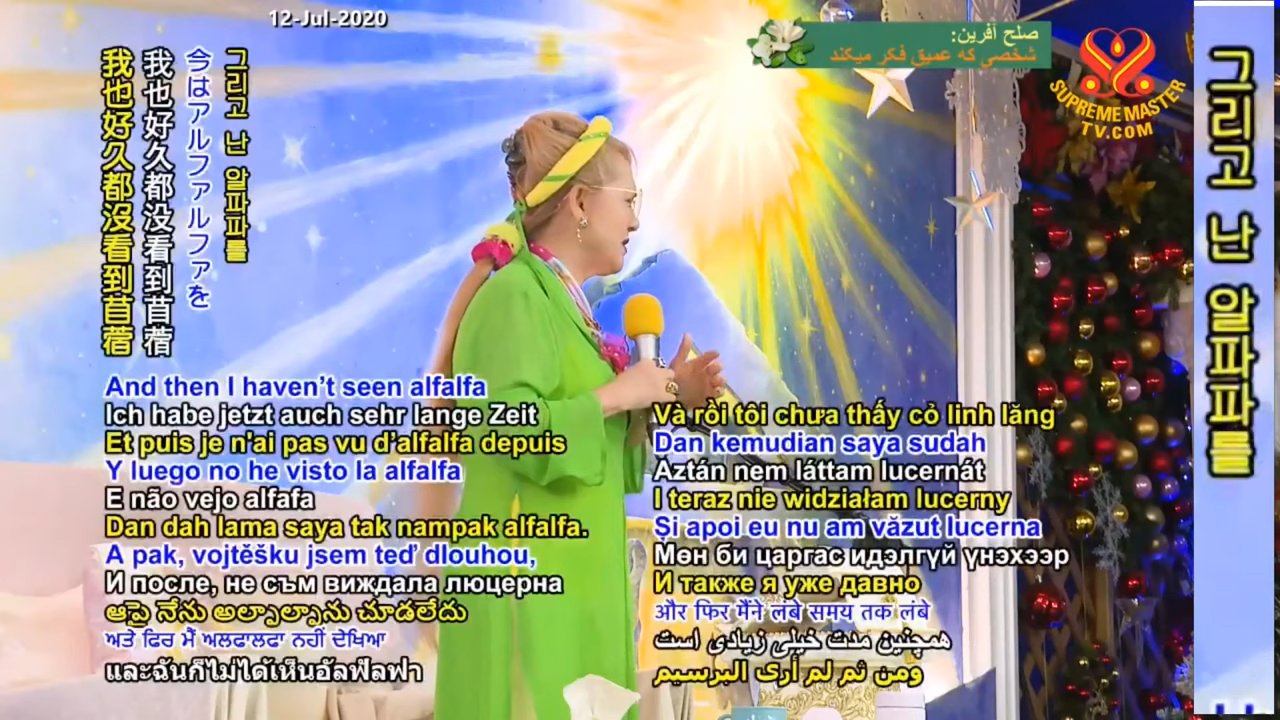 12-Jul-2020
صلح آفرین:
شخصی که عمیق فکر میکند
SUPREME MASTER
TV.COM
그리고 난 알파파를
今はアルファルファを
我也好久都没看到苜蓿
我也好久都沒看到苜蓿
And then I haven't seen alfalfa
Ich habe jetzt auch sehr lange Zeit
Et puis je n'ai pas vu d'alfalfa depuis
Y luego no he visto la alfalfa
E não vejo alfafa
Dan dah lama saya tak nampak alfalfa.
A pak, vojtěšku jsem teď dlouhou,
И после, не съм виждала люцерна
ఆపై నేను అల్ఫాల్ఫాను చూడలేదు
ਅਤੇ ਫਿਰ ਮੈਂ ਅਲਫਾਲਫਾ ਨਹੀਂ ਦੇਖਿਆ
และฉันก็ไม่ได้เห็นอัลฟัลฟา
Và rồi tôi chưa thấy cỏ linh lăng
Dan kemudian saya sudah
Aztán nem láttam lucernát
I teraz nie widziałam lucerny
Și apoi eu nu am văzut lucerna
Мөн би царгас идэлгүй үнэхээр
И также я уже давно
और फिर मैंने लंबे समय तक लंबे
همچنین مدت خیلی زیادی است
ومن ثم لم أرى البرسيم
그리고 난 알파파를